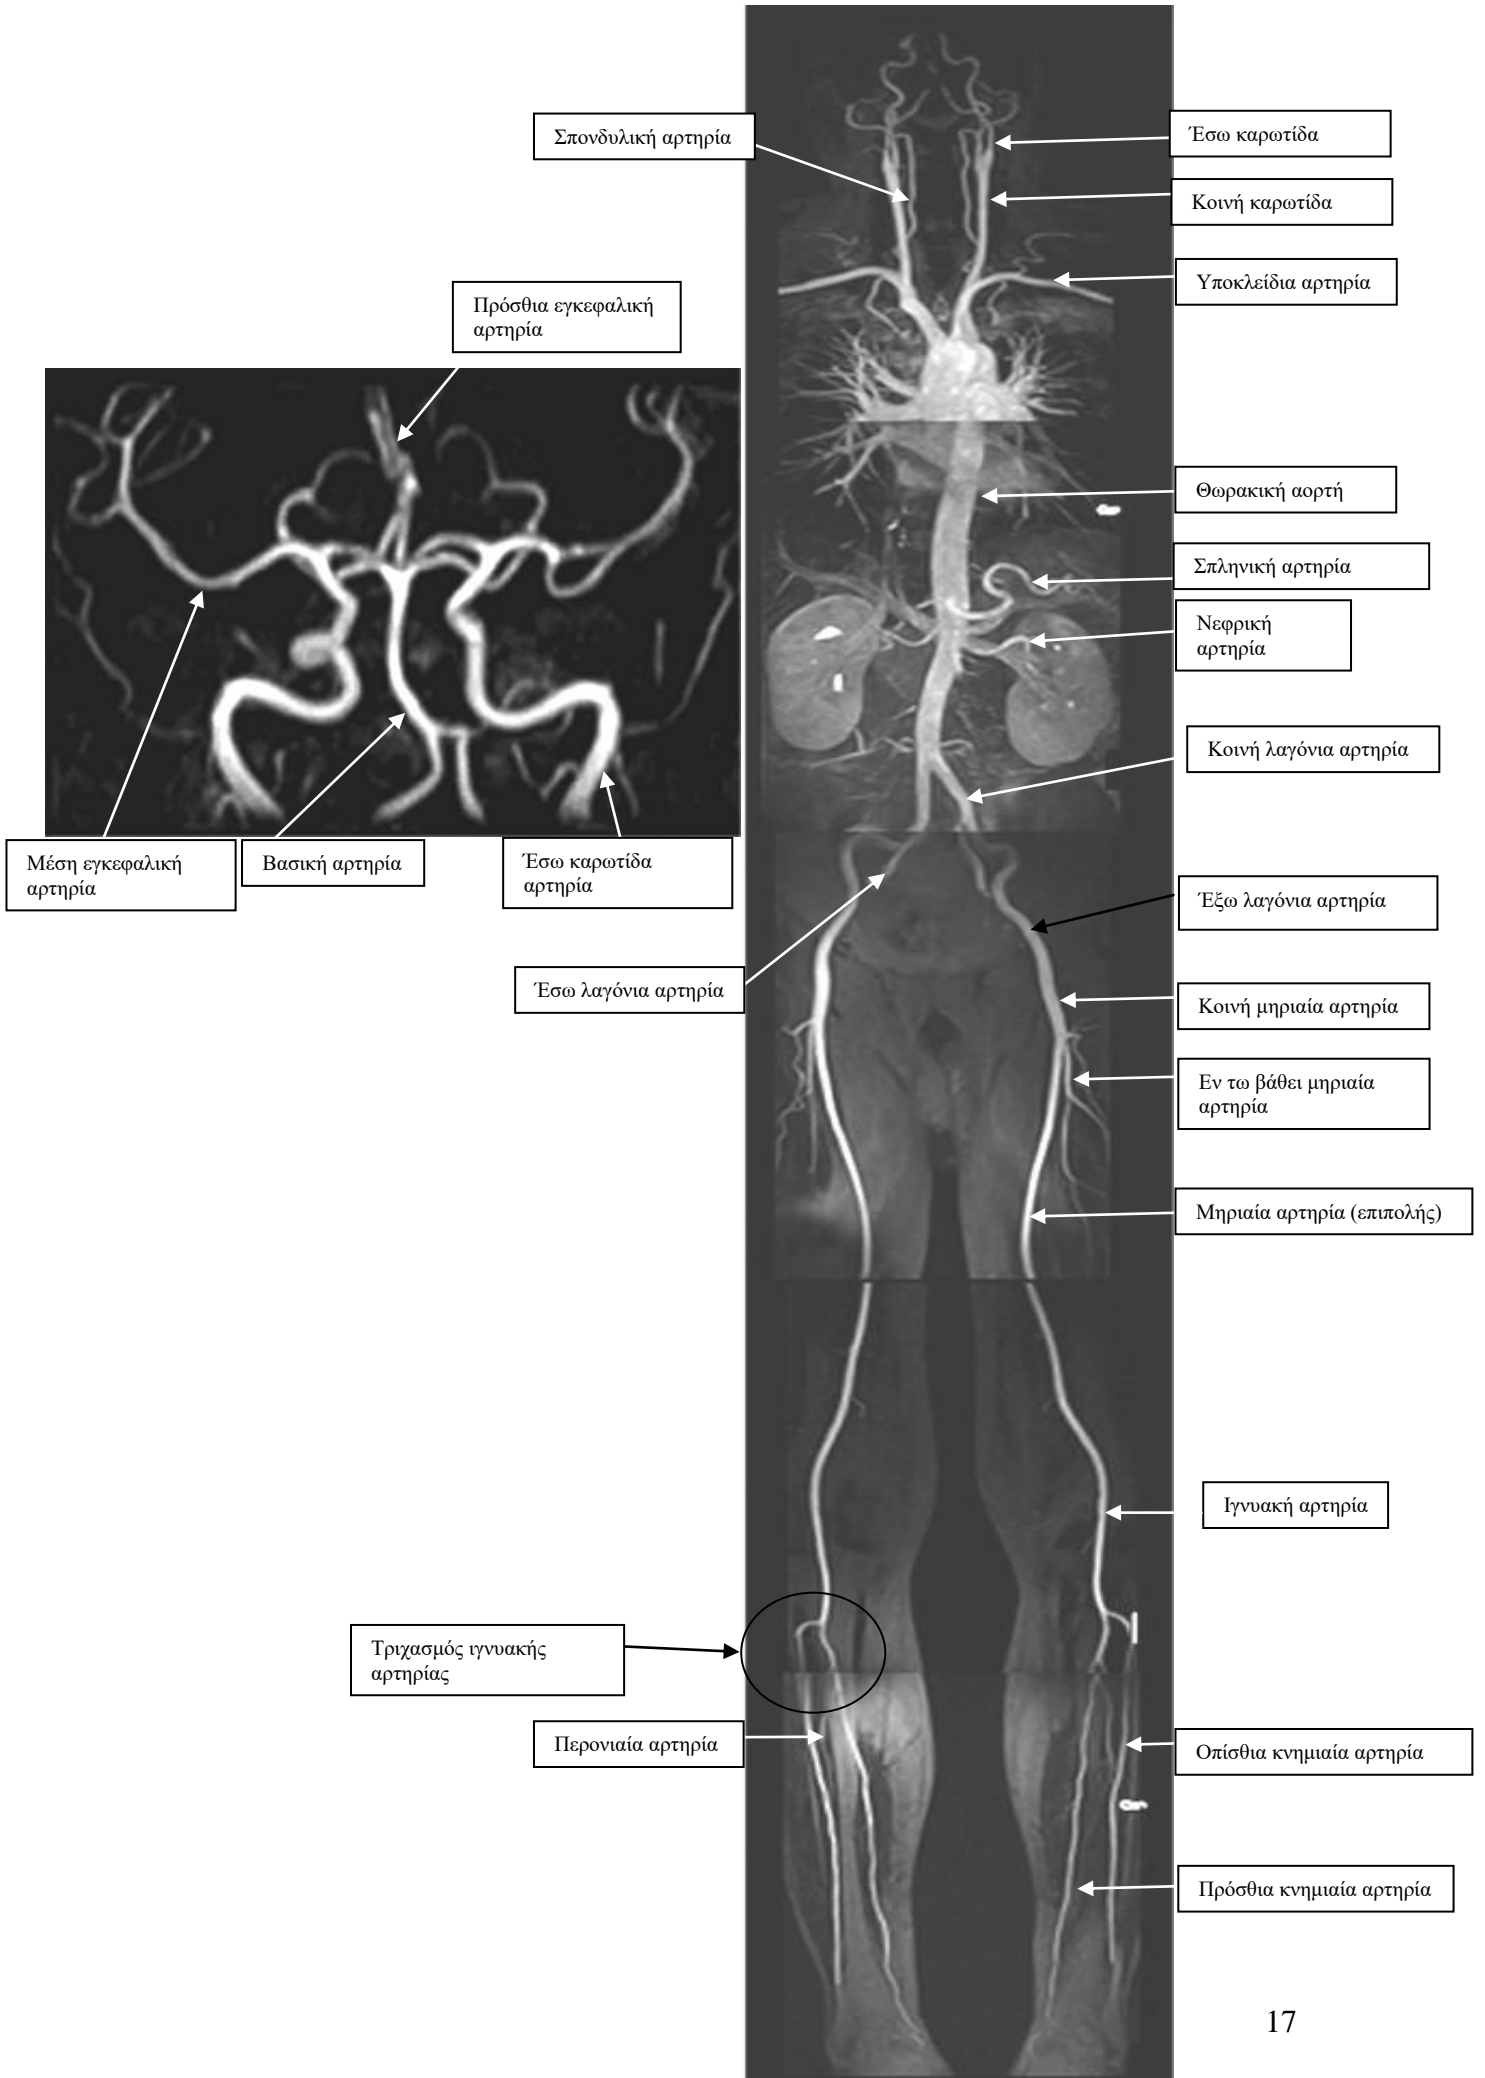 Σπονδυλική αρτηρία
Έσω καρωτίδα
Κοινή καρωτίδα
Υποκλείδια αρτηρία
Πρόσθια εγκεφαλική
αρτηρία
Θωρακική αορτή
Σπληνική αρτηρία
Νεφρική
αρτηρία
Κοινή λαγόνια αρτηρία
Μέση εγκεφαλική
αρτηρία
Βασική αρτηρία
Έσω καρωτίδα
αρτηρία
Έξω λαγόνια αρτηρία
Έσω λαγόνια αρτηρία
Κοινή μηριαία αρτηρία
Εν τω βάθει μηριαία
αρτηρία
Μηριαία αρτηρία (επιπολής)
Ιγνυακή αρτηρία
Τριχασμός ιγνυακής
αρτηρίας
Περονιαία αρτηρία
Οπίσθια κνημιαία αρτηρία
Πρόσθια κνημιαία αρτηρία
17